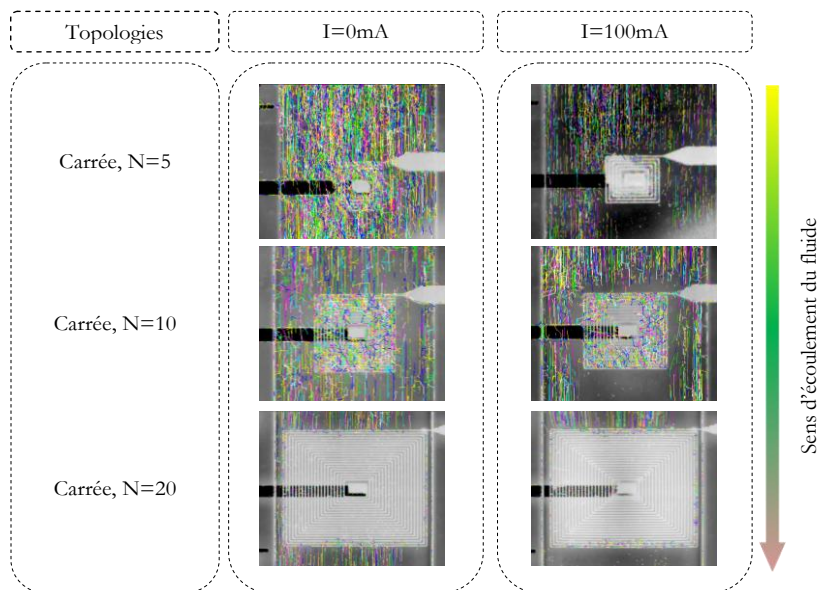 Topologies
I=0mA
I=100mA
Carrée, N=5
Carrée, N=10
Carrée, N=20
Sens d'écoulement du fluide